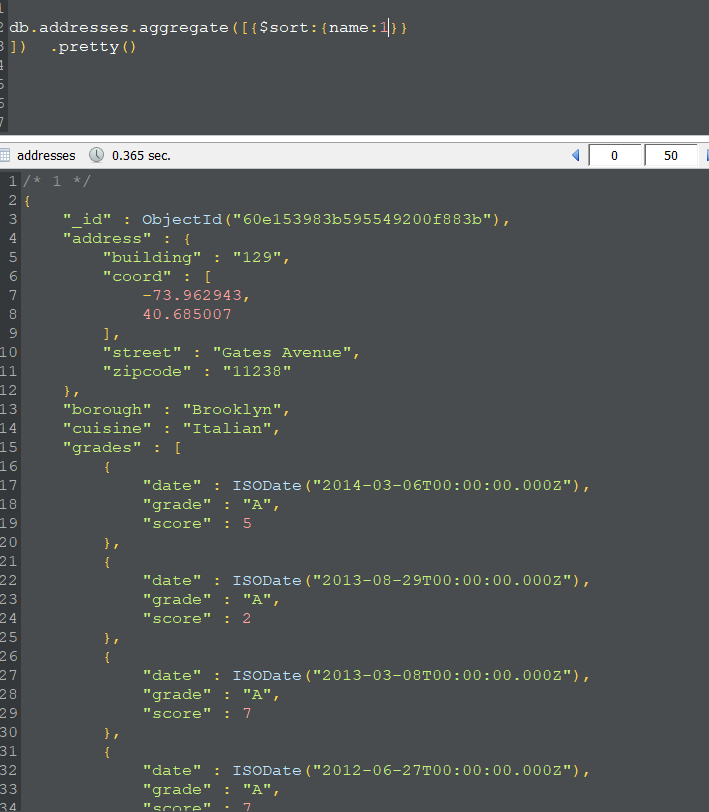 1
2 db.addresses.aggregate([{$sort:{name:1}}
3 ])  .pretty()
4
5
6
7
addresses 0.365 sec. 0 50
1 /* 1 */
2 {
3     "_id" : ObjectId("60e153983b595549200f883b"),
4     "address" : {
5         "building" : "129",
6         "coord" : [
7             -73.962943,
8             40.685007
9         ],
10         "street" : "Gates Avenue",
11         "zipcode" : "11238"
12     },
13     "borough" : "Brooklyn",
14     "cuisine" : "Italian",
15     "grades" : [
16         {
17             "date" : ISODate("2014-03-06T00:00:00.000Z"),
18             "grade" : "A",
19             "score" : 5
20         },
21         {
22             "date" : ISODate("2013-08-29T00:00:00.000Z"),
23             "grade" : "A",
24             "score" : 2
25         },
26         {
27             "date" : ISODate("2013-03-08T00:00:00.000Z"),
28             "grade" : "A",
29             "score" : 7
30         },
31         {
32             "date" : ISODate("2012-06-27T00:00:00.000Z"),
33             "grade" : "A",
34             "score" : 7